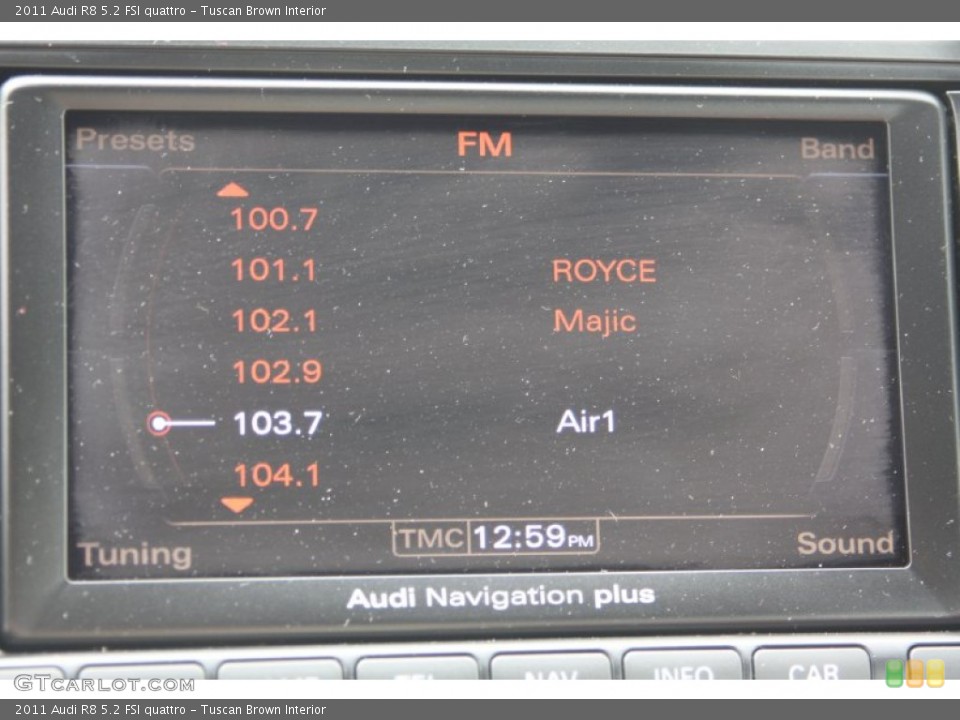 2011 Audi R8 5.2 FSI quattro - Tuscan Brown Interior
Presets FM Band
100.7
101.1 ROYCE
102.1 Majic
102.9
103.7 Air1
104.1
Tuning TMC 12:59 PM Sound
Audi Navigation plus
NAV INFO CAR
GTCARLOT.COM
2011 Audi R8 5.2 FSI quattro - Tuscan Brown Interior